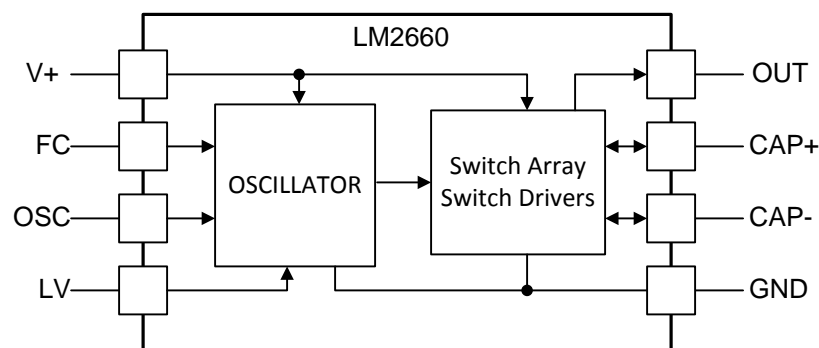 LM2660
V+
OUT
FC
CAP+
OSCILLATOR
Switch Array
Switch Drivers
OSC
CAP-
LV
GND